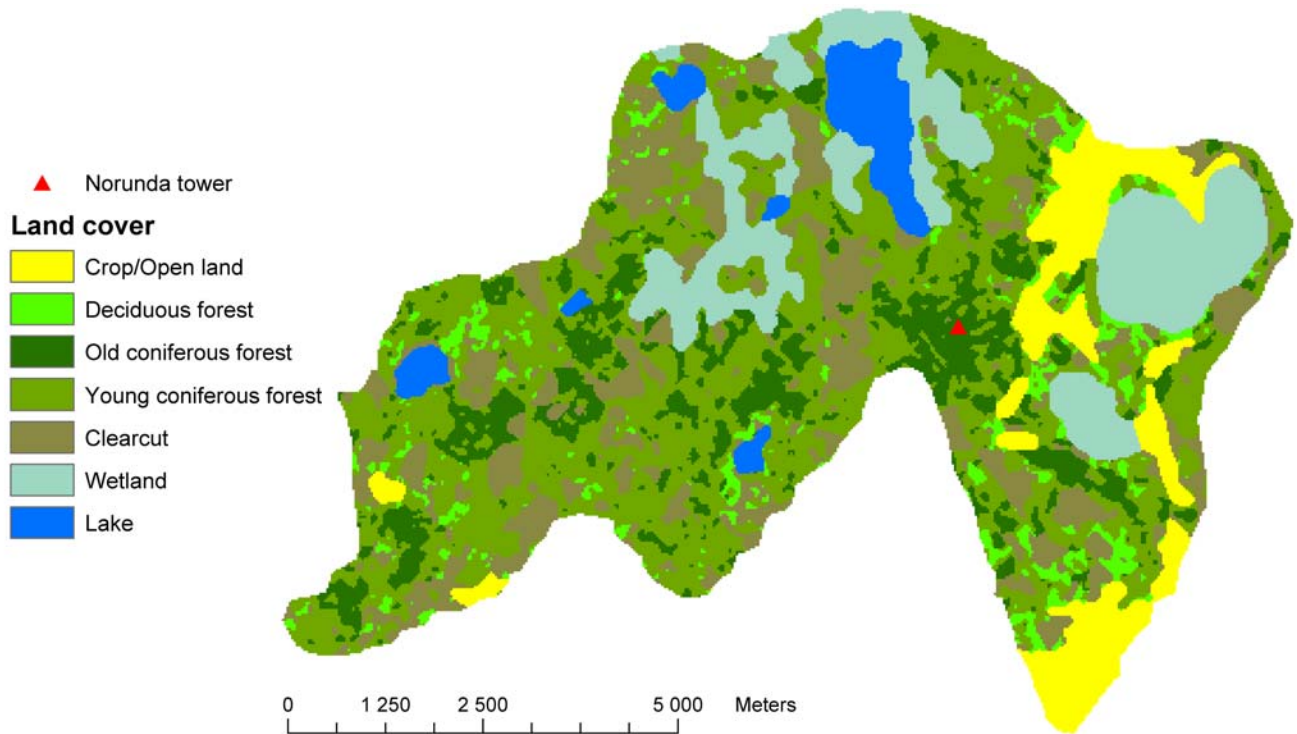 Norunda tower
Land cover
Crop/Open land
Deciduous forest
Old coniferous forest
Young coniferous forest
Clearcut
Wetland
Lake
0 1 250 2 500 5 000 Meters